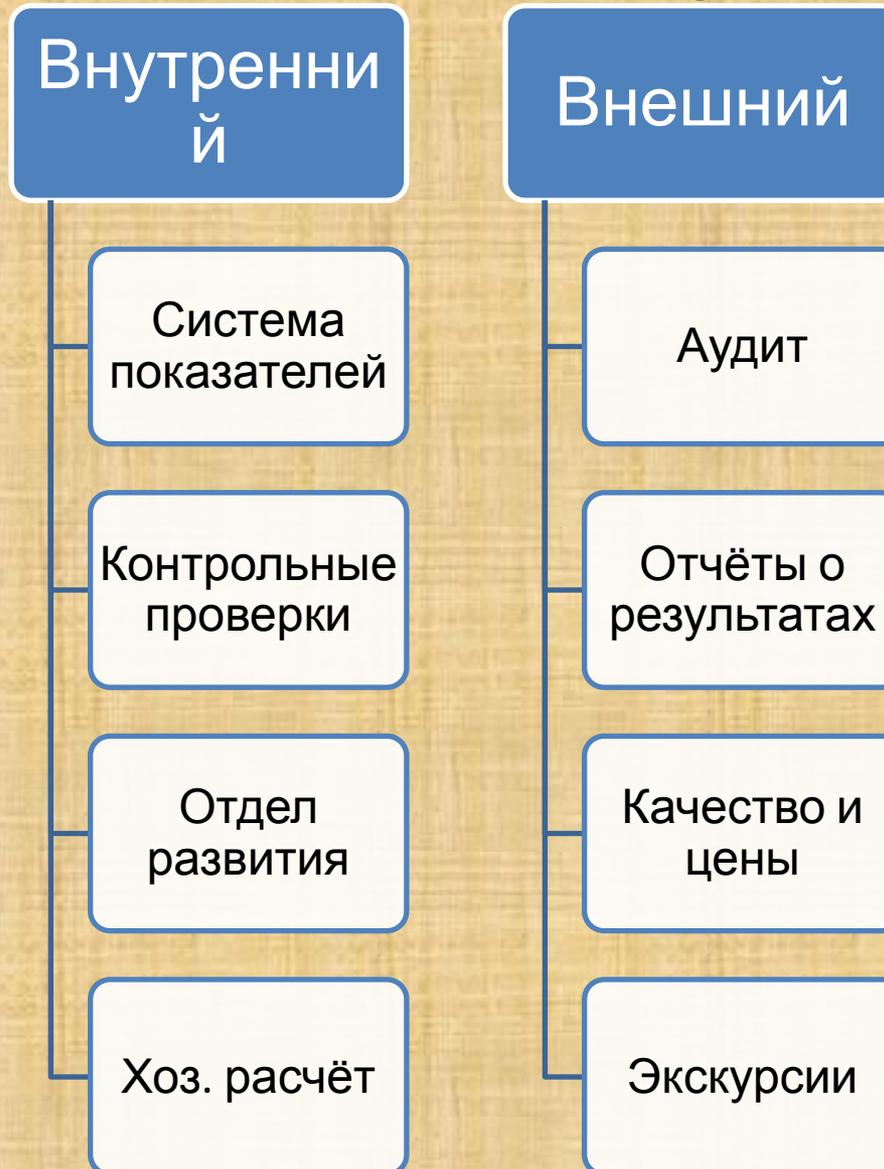 Внутренни
й
Система
показателей
Контрольные
проверки
Отдел
развития
Хоз. расчёт
Внешний
Аудит
Отчёты о
результатах
Качество и
цены
Экскурсии